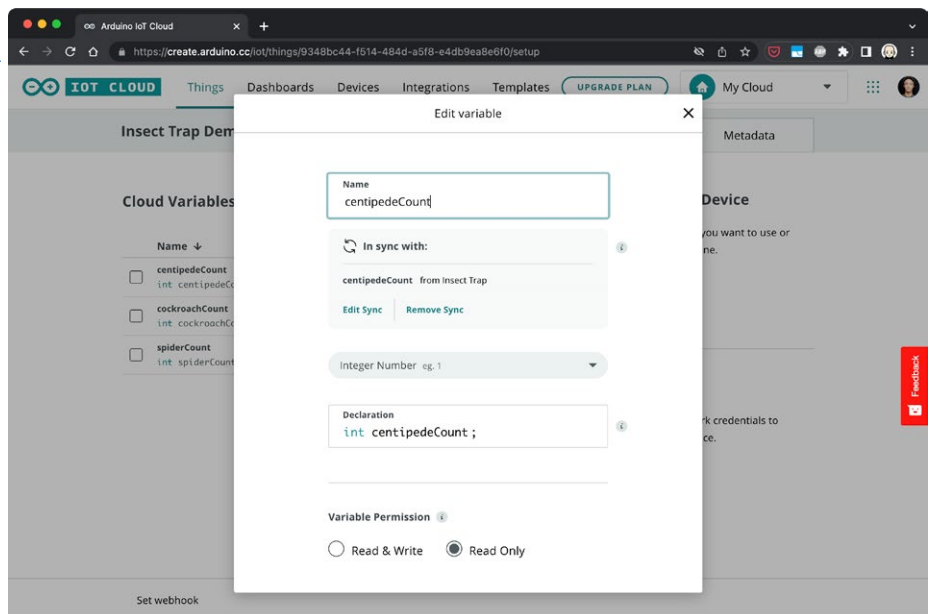 Arduino IoT Cloud
https://create.arduino.cc/iot/things/9348bc44-f514-484d-a5f8-e4db9ea8e6f0/setup
IOT CLOUD Things Dashboards Devices Integrations Templates UPGRADE PLAN My Cloud
Edit variable
Insect Trap Dem
Metadata
Name
centipedeCount
Cloud Variables
Device
In sync with:
you want to use or
ne.
Name
centipedeCount from Insect Trap
centipedeCount
int centipedeCo
Edit Sync Remove Sync
cockroachCount
int cockroachCo
spiderCount
int spiderCount
Integer Number eg. 1
Feedback
Declaration
int centipedeCount ;
rk credentials to
ce.
Variable Permission i
Read & Write Read Only
Set webhook